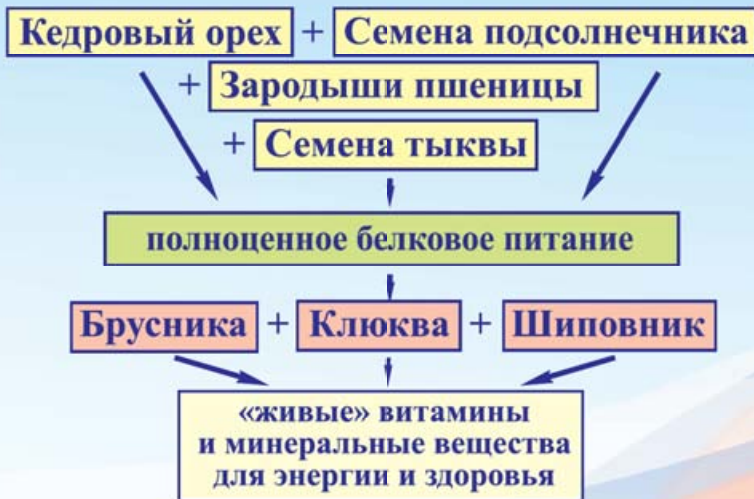 Кедровый орех + Семена подсолнечника
+ Зародыши пшеницы
+ Семена тыквы
полноценное белковое питание
Брусника + Клюква + Шиповник
«живые» витамины
и минеральные вещества
для энергии и здоровья